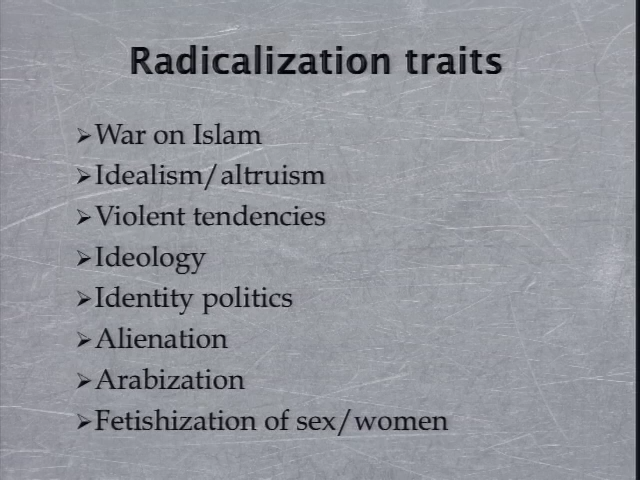 Radicalization traits
➢War on Islam
➢Idealism/altruism
➢Violent tendencies
➢Ideology
➢Identity politics
➢Alienation
➢Arabization
➢Fetishization of sex/women